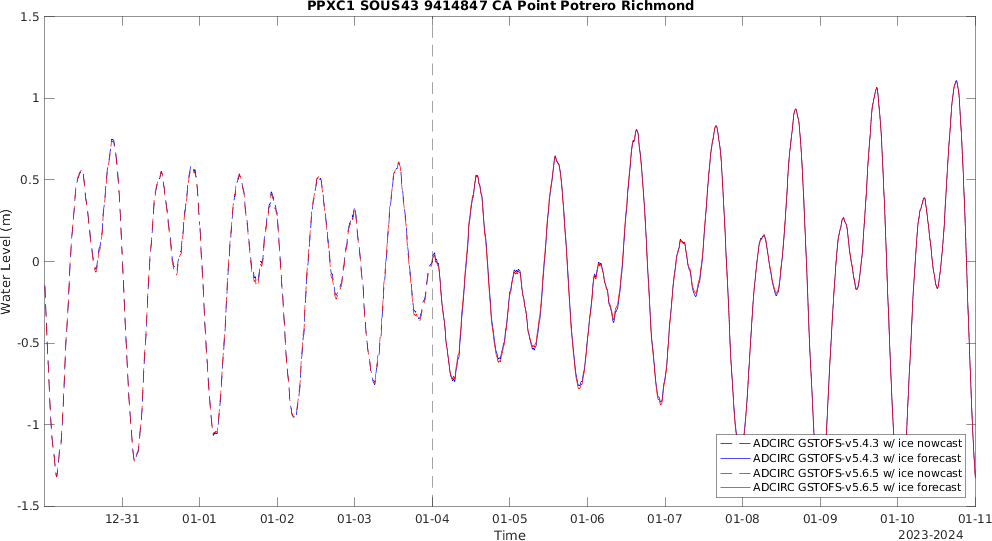 PPXC1 SOUS43 9414847 CA Point Potrero Richmond
1.5
1
0.5
0
-0.5
-1
-1.5
Water Level (m)
12-31
01-01
01-02
01-03
01-04
01-05
01-06
01-07
01-08
01-09
01-10
01-11
Time
2023-2024
ADCIRC GSTOFS-v5.4.3 w/ ice nowcast
ADCIRC GSTOFS-v5.4.3 w/ ice forecast
ADCIRC GSTOFS-v5.6.5 w/ ice nowcast
ADCIRC GSTOFS-v5.6.5 w/ ice forecast